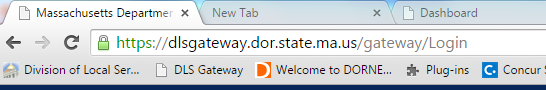 Massachusetts Departmen New Tab Dashboard
https://dlsgateway.dor.state.ma.us/gateway/Login
Division of Local Ser... DLS Gateway Welcome to DORNE... Plug-ins Concur S